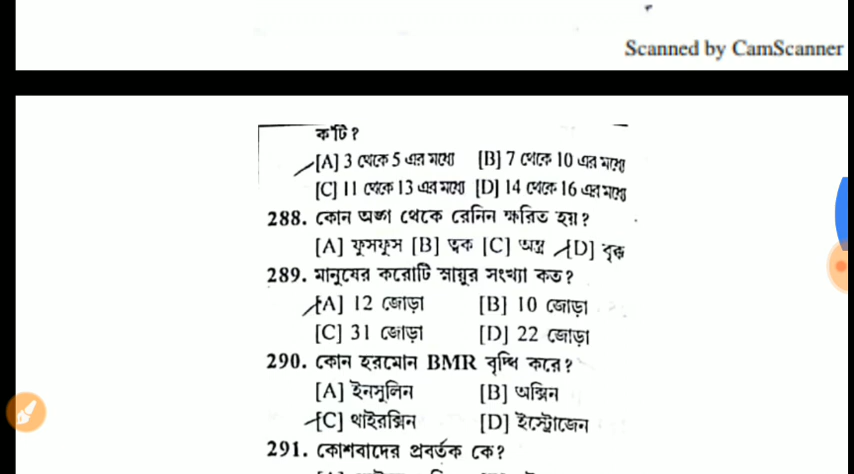 Scanned by CamScanner
ক'টি?
[A] 3 থেকে 5 এর মধ্যে [B] 7 থেকে 10 এর মধ্যে
[C] 11 থেকে 13 এর মধ্যে [D] 14 থেকে 16 এর মধ্যে
288. কোন অঙ্গ থেকে রেনিন ক্ষরিত হয়?
[A] ফুসফুস [B] ত্বক [C] অন্ত্র [D] বৃক্ক
289. মানুষের করোটি স্নায়ুর সংখ্যা কত?
[A] 12 জোড়া [B] 10 জোড়া
[C] 31 জোড়া [D] 22 জোড়া
290. কোন হরমোন BMR বৃদ্ধি করে?
[A] ইনসুলিন [B] অক্সিন
[C] থাইরক্সিন [D] ইস্ট্রোজেন
291. কোশবাদের প্রবর্তক কে?